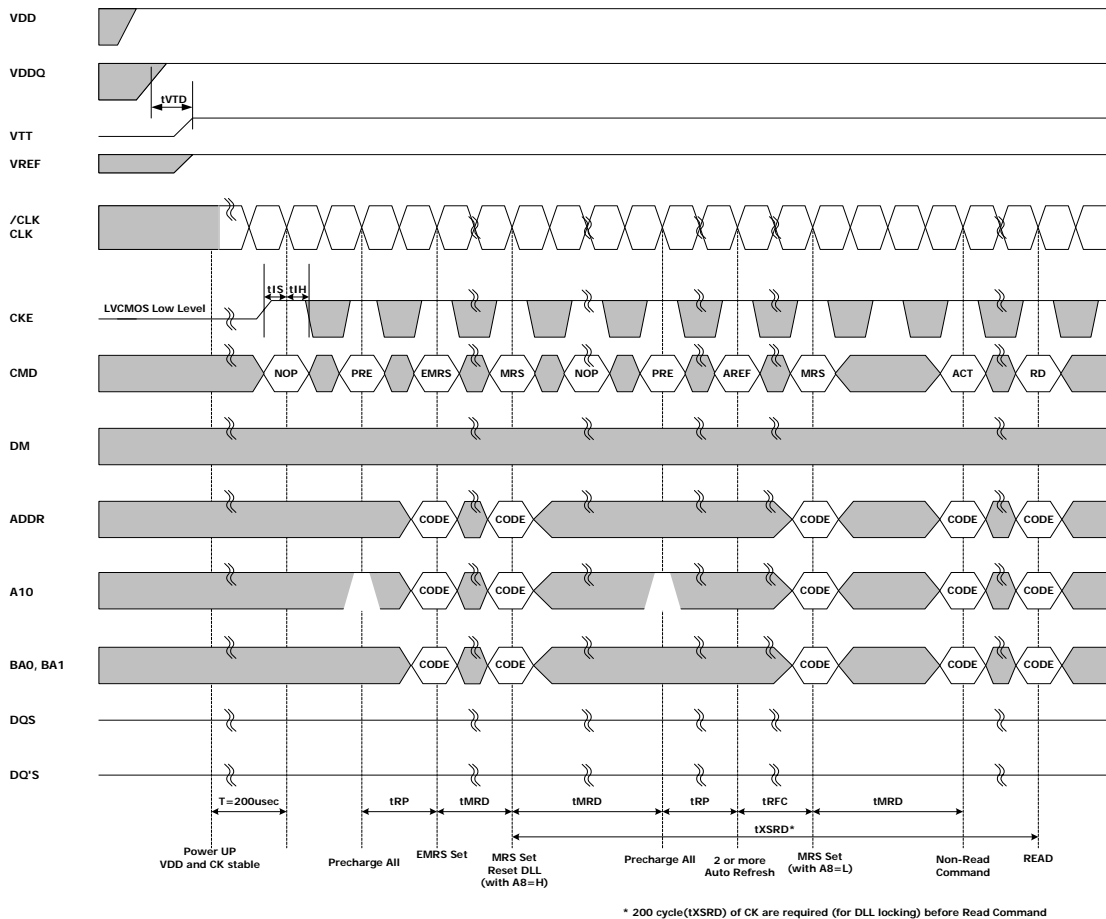 VDD
VDDQ
tVTD
VTT
VREF
/CLK
CLK
tIS tIH
CKE
LVCMOS Low Level
CMD
NOP PRE EMRS MRS NOP PRE AREF MRS ACT RD
DM
ADDR
CODE CODE CODE CODE CODE
A10
CODE CODE CODE CODE CODE
BA0, BA1
CODE CODE CODE CODE CODE
DQS
DQ'S
T=200usec tRP tMRD tMRD tRP tRFC tMRD
tXSRD*
Power UP
VDD and CK stable
Precharge All
EMRS Set
MRS Set
Reset DLL
(with A8=H)
Precharge All
2 or more
Auto Refresh
MRS Set
(with A8=L)
Non-Read
Command
READ
* 200 cycle(tXSRD) of CK are required (for DLL locking) before Read Command